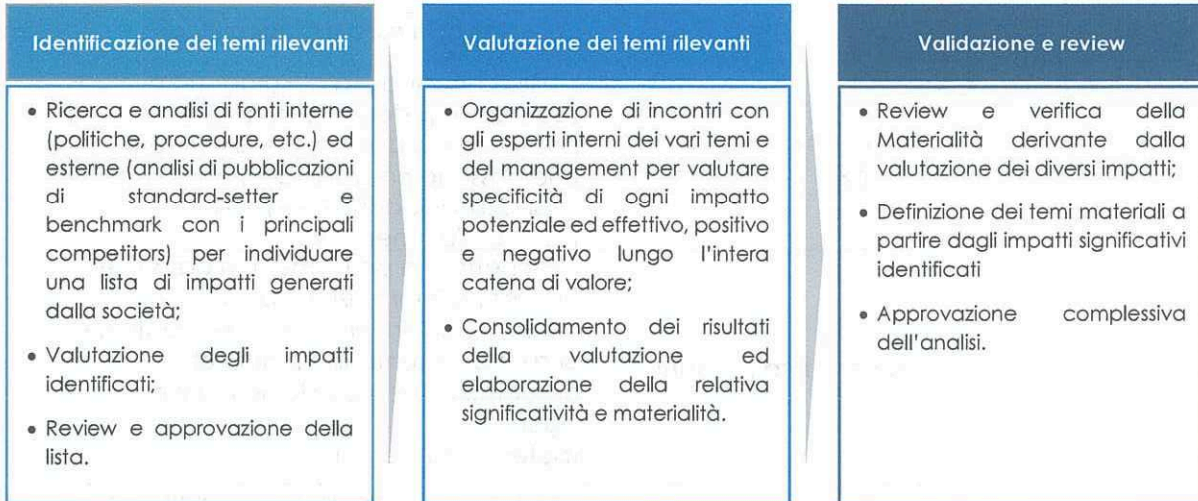 Identificazione dei temi rilevanti
• Ricerca e analisi di fonti interne
(politiche, procedure, etc.) ed
esterne (analisi di pubblicazioni
di standard-setter e
benchmark con i principali
competitors) per individuare
una lista di impatti generati
dalla società;
• Valutazione degli impatti
identificati;
• Review e approvazione della
lista.
Valutazione dei temi rilevanti
• Organizzazione di incontri con
gli esperti interni dei vari temi e
del management per valutare
specificità di ogni impatto
potenziale ed effettivo, positivo
e negativo lungo l'intera
catena di valore;
• Consolidamento dei risultati
della valutazione ed
elaborazione della relativa
significatività e materialità.
Validazione e review
• Review e verifica della
Materialità derivante dalla
valutazione dei diversi impatti;
• Definizione dei temi materiali a
partire dagli impatti significativi
identificati
• Approvazione complessiva
dell'analisi.